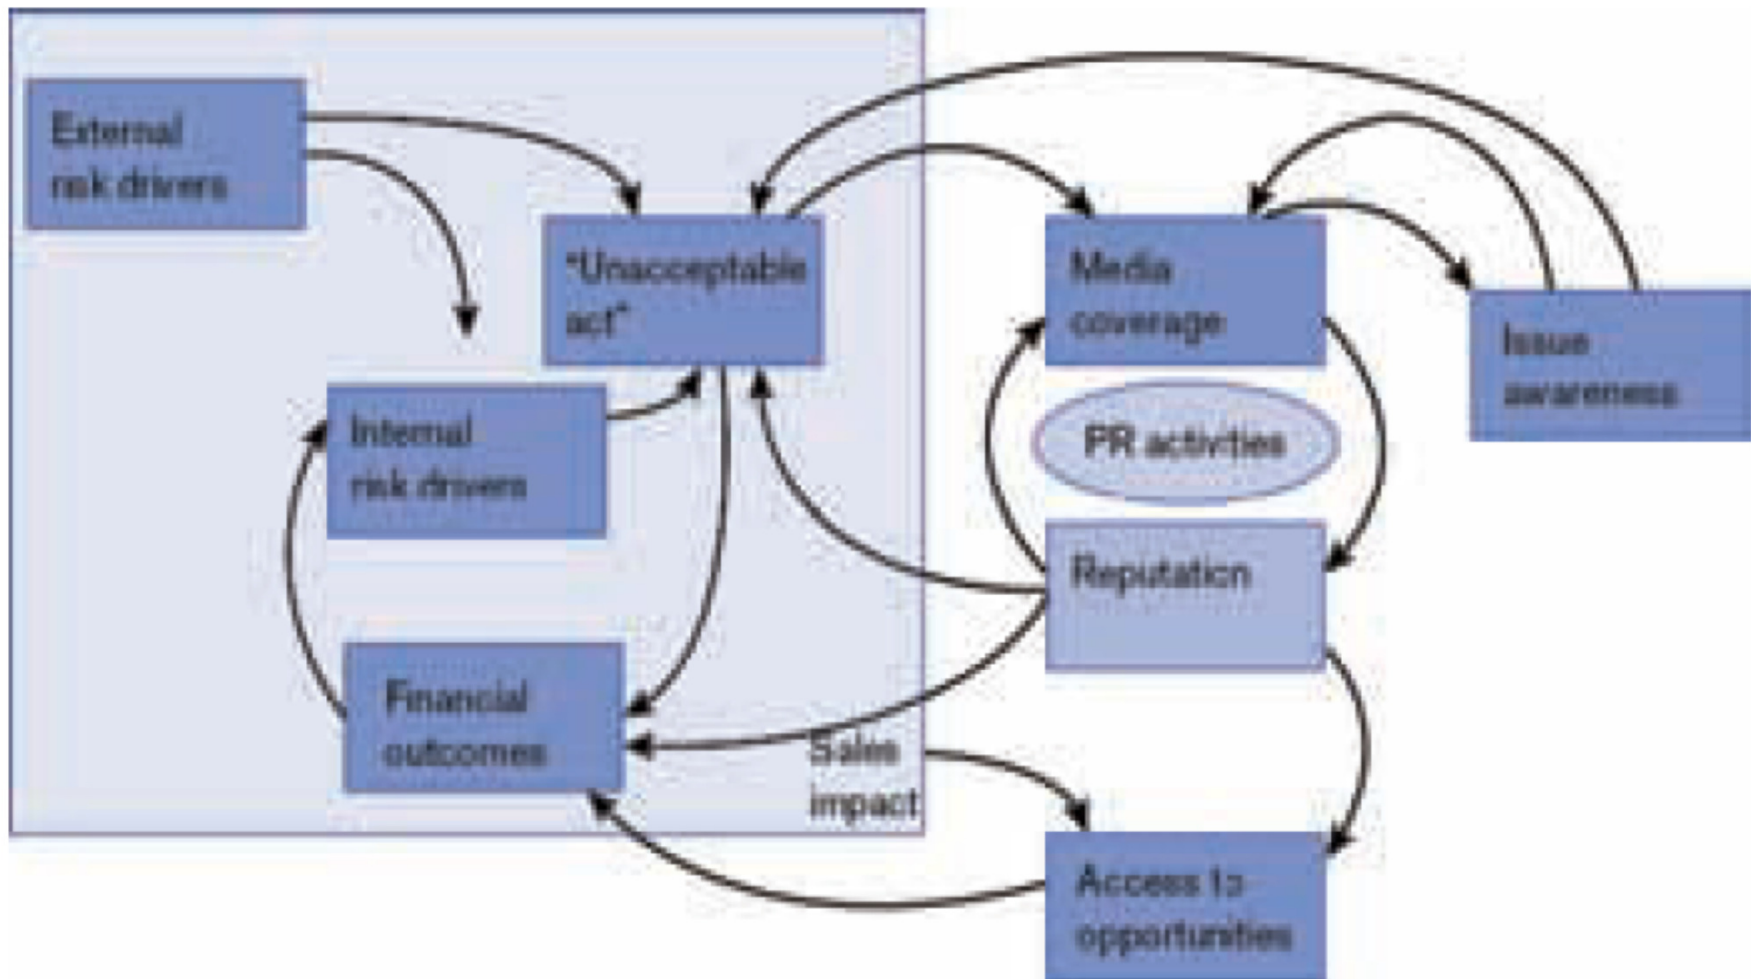 External
risk drivers
"Unacceptable
act"
Media
coverage
Issue
awareness
PR activities
Internal
risk drivers
Reputation
Financial
outcomes
Sales
impact
Access to
opportunities